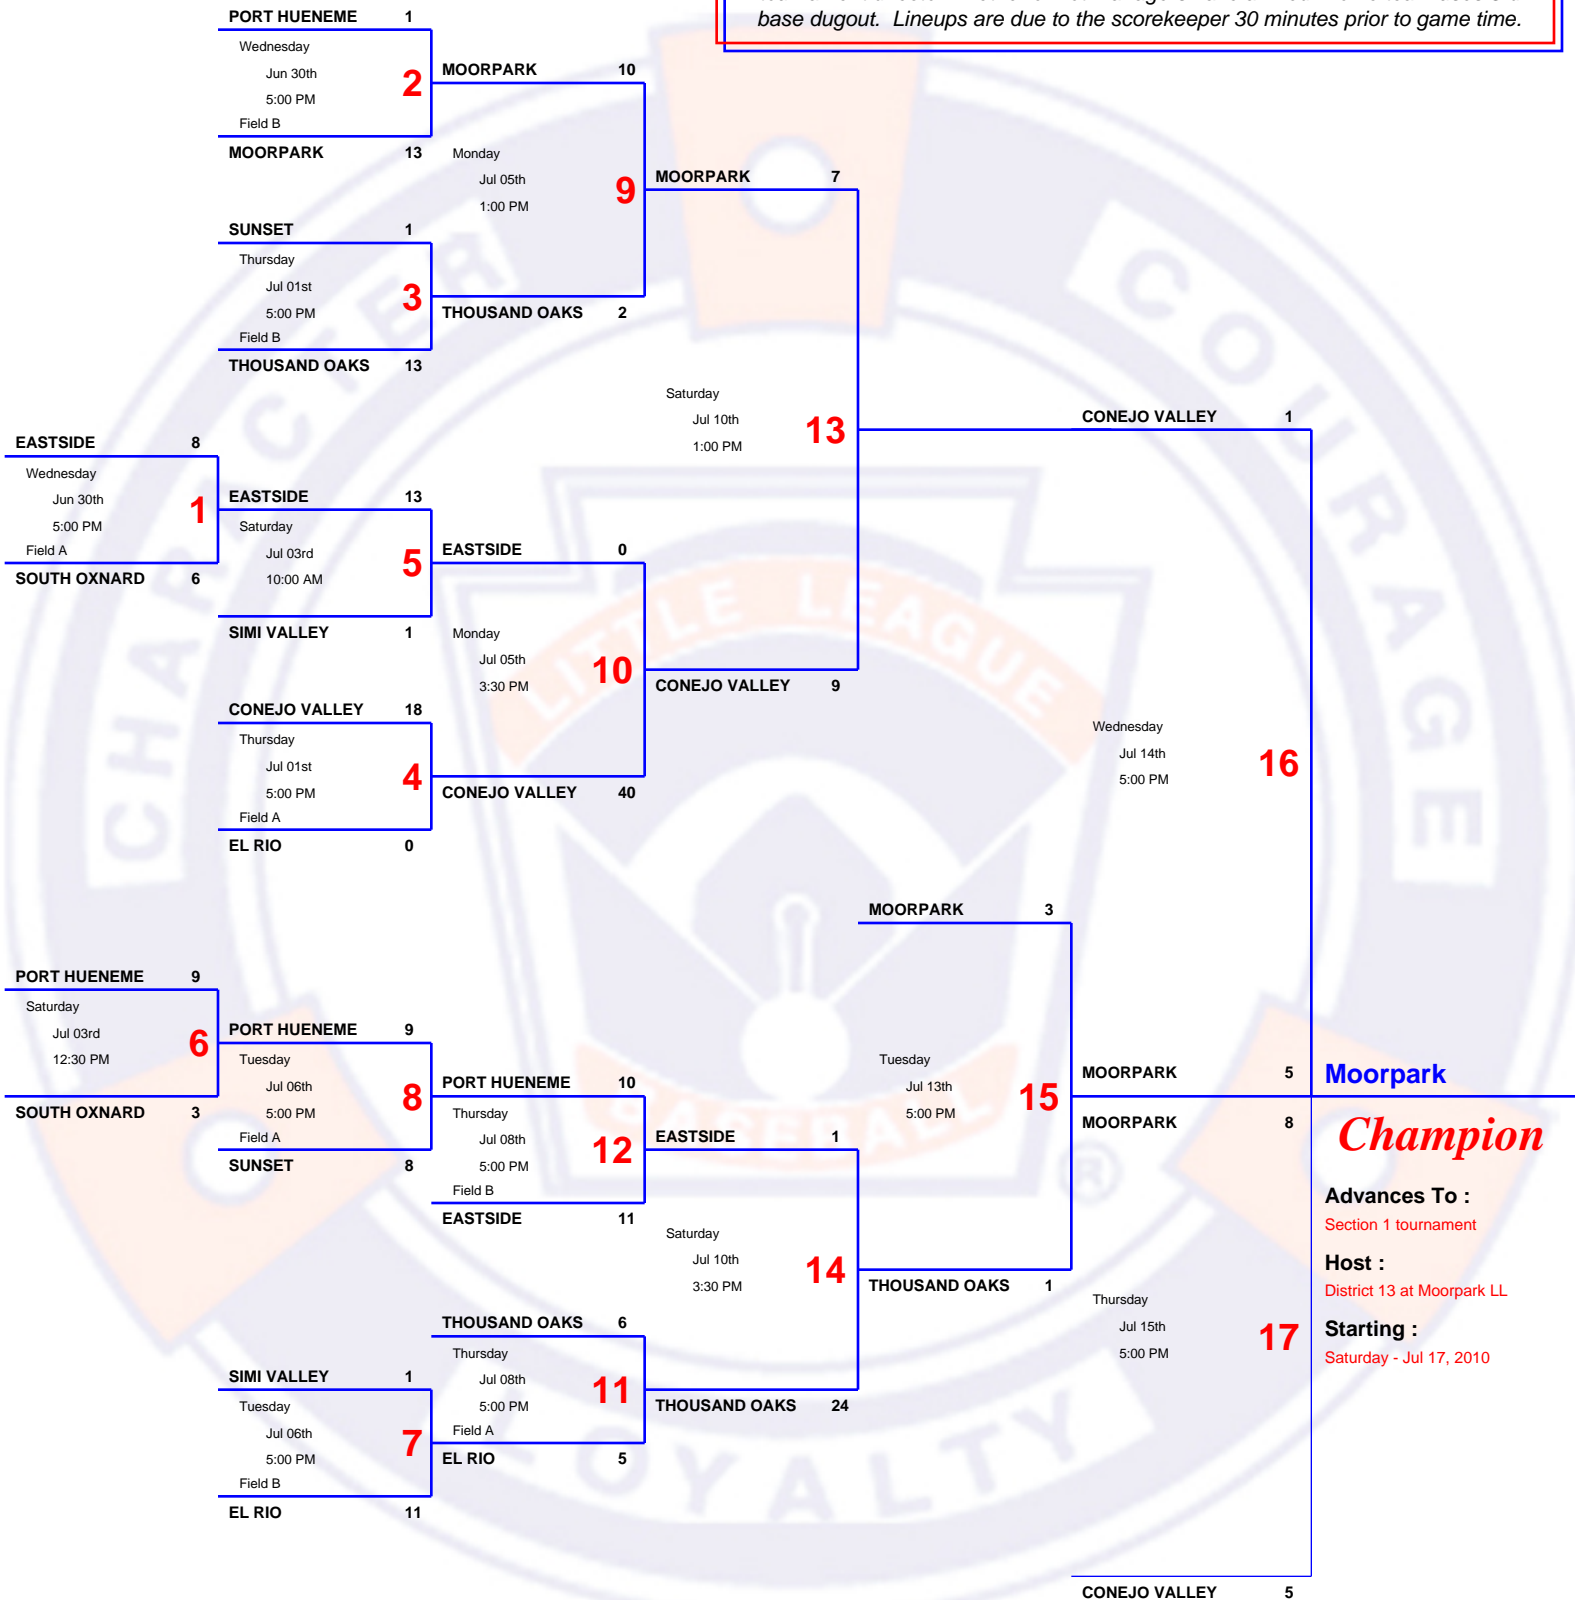 base dugout. Lineups are due to the scorekeeper 30 minutes prior to game time.
PORT HUENEME 1
Wednesday
Jun 30th
5:00 PM
Field B
2
MOORPARK 13
MOORPARK 10
Monday
Jul 05th
1:00 PM
9
SUNSET 1
Thursday
Jul 01st
5:00 PM
Field B
3
THOUSAND OAKS 13
THOUSAND OAKS 2
MOORPARK 7
Saturday
Jul 10th
1:00 PM
13
EASTSIDE 8
Wednesday
Jun 30th
5:00 PM
Field A
1
SOUTH OXNARD 6
EASTSIDE 13
Saturday
Jul 03rd
10:00 AM
5
SIMI VALLEY 1
EASTSIDE 0
Monday
Jul 05th
3:30 PM
10
CONEJO VALLEY 18
Thursday
Jul 01st
5:00 PM
Field A
4
EL RIO 0
CONEJO VALLEY 40
CONEJO VALLEY 9
CONEJO VALLEY 1
Wednesday
Jul 14th
5:00 PM
16
PORT HUENEME 9
Saturday
Jul 03rd
12:30 PM
6
SOUTH OXNARD 3
PORT HUENEME 9
Tuesday
Jul 06th
5:00 PM
Field A
8
SUNSET 8
PORT HUENEME 10
Thursday
Jul 08th
5:00 PM
Field B
12
EASTSIDE 11
EASTSIDE 1
Saturday
Jul 10th
3:30 PM
14
SIMI VALLEY 1
Tuesday
Jul 06th
5:00 PM
Field B
7
EL RIO 11
THOUSAND OAKS 6
Thursday
Jul 08th
5:00 PM
Field A
11
EL RIO 5
THOUSAND OAKS 24
MOORPARK 3
Tuesday
Jul 13th
5:00 PM
15
THOUSAND OAKS 1
MOORPARK 5
MOORPARK 8
Thursday
Jul 15th
5:00 PM
17
CONEJO VALLEY 5
Moorpark
Champion
Advances To :
Section 1 tournament
Host :
District 13 at Moorpark LL
Starting :
Saturday - Jul 17, 2010
CHARACTER
COURAGE
LOYALTY
LITTLE LEAGUE
BASEBALL
®